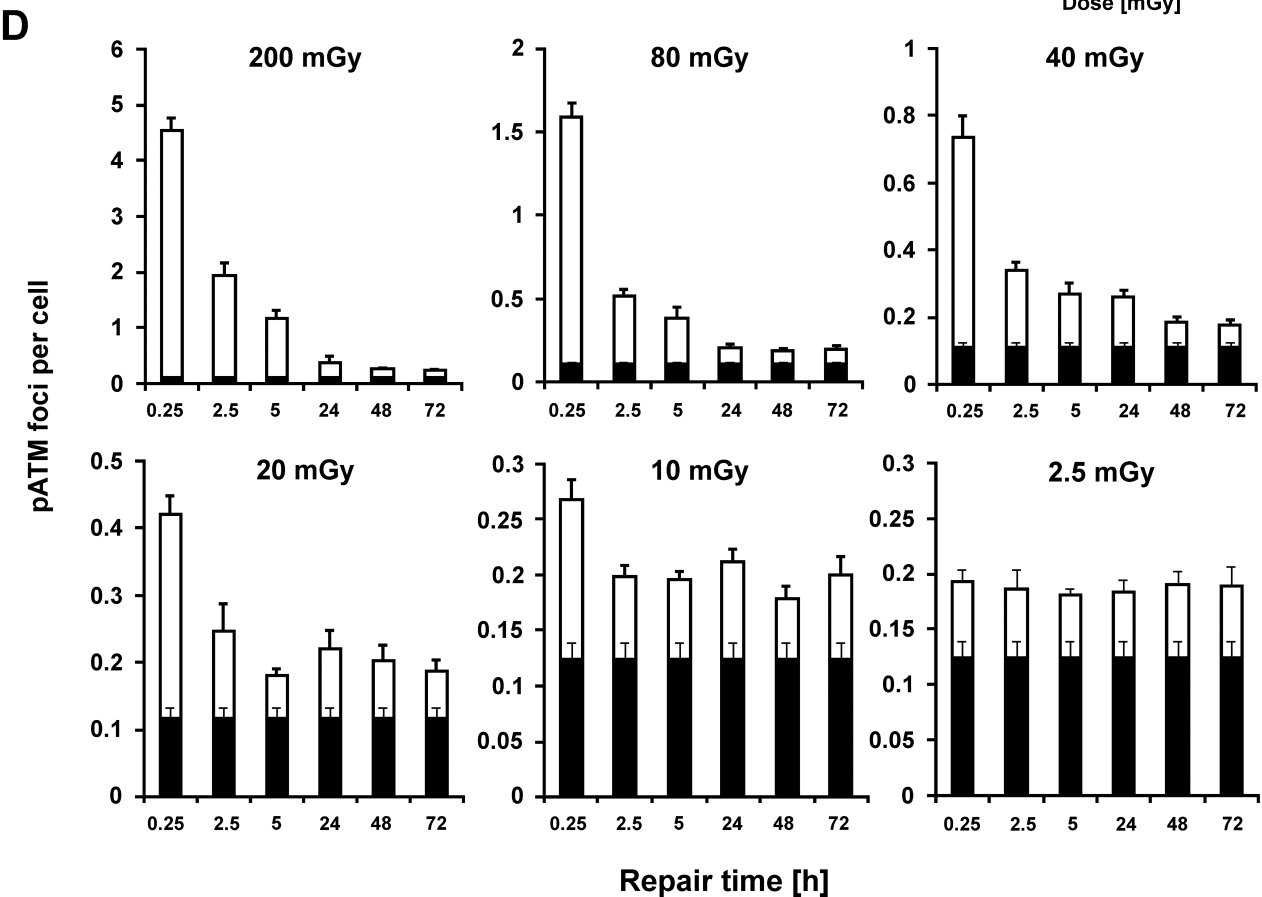 Dose [mGy]
D
pATM foci per cell
200 mGy
6
5
4
3
2
1
0
0.25 2.5 5 24 48 72
80 mGy
2
1.5
1
0.5
0
0.25 2.5 5 24 48 72
40 mGy
1
0.8
0.6
0.4
0.2
0
0.25 2.5 5 24 48 72
20 mGy
0.5
0.4
0.3
0.2
0.1
0
0.25 2.5 5 24 48 72
10 mGy
0.3
0.25
0.2
0.15
0.1
0.05
0
0.25 2.5 5 24 48 72
2.5 mGy
0.3
0.25
0.2
0.15
0.1
0.05
0
0.25 2.5 5 24 48 72
Repair time [h]